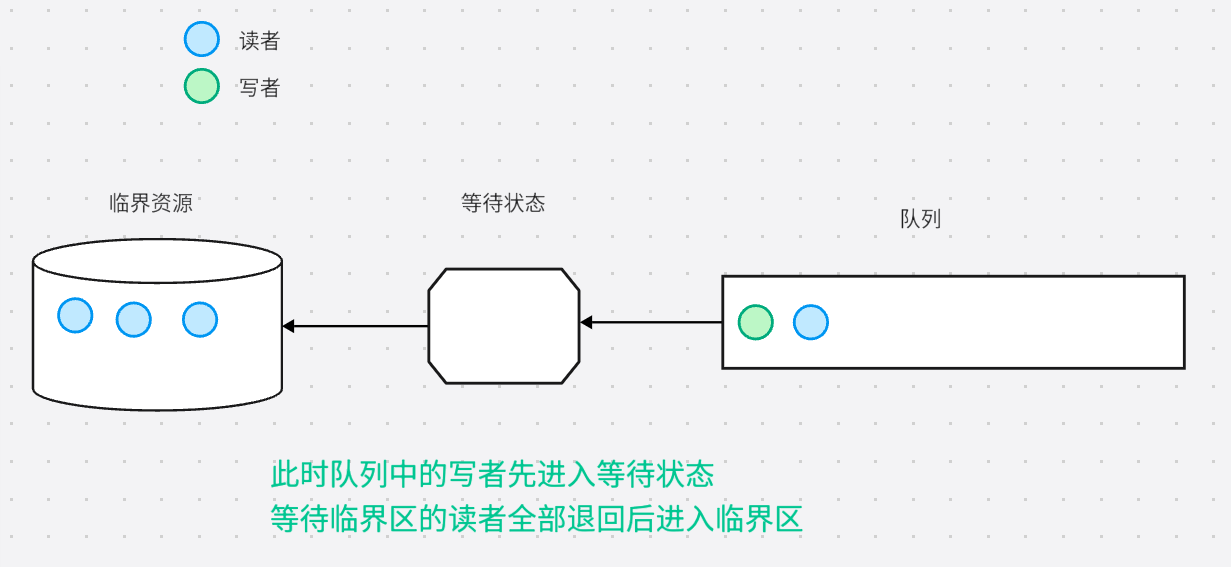 读者
写者
临界资源
等待状态
队列
此时队列中的写者先进入等待状态
等待临界区的读者全部退回后进入临界区